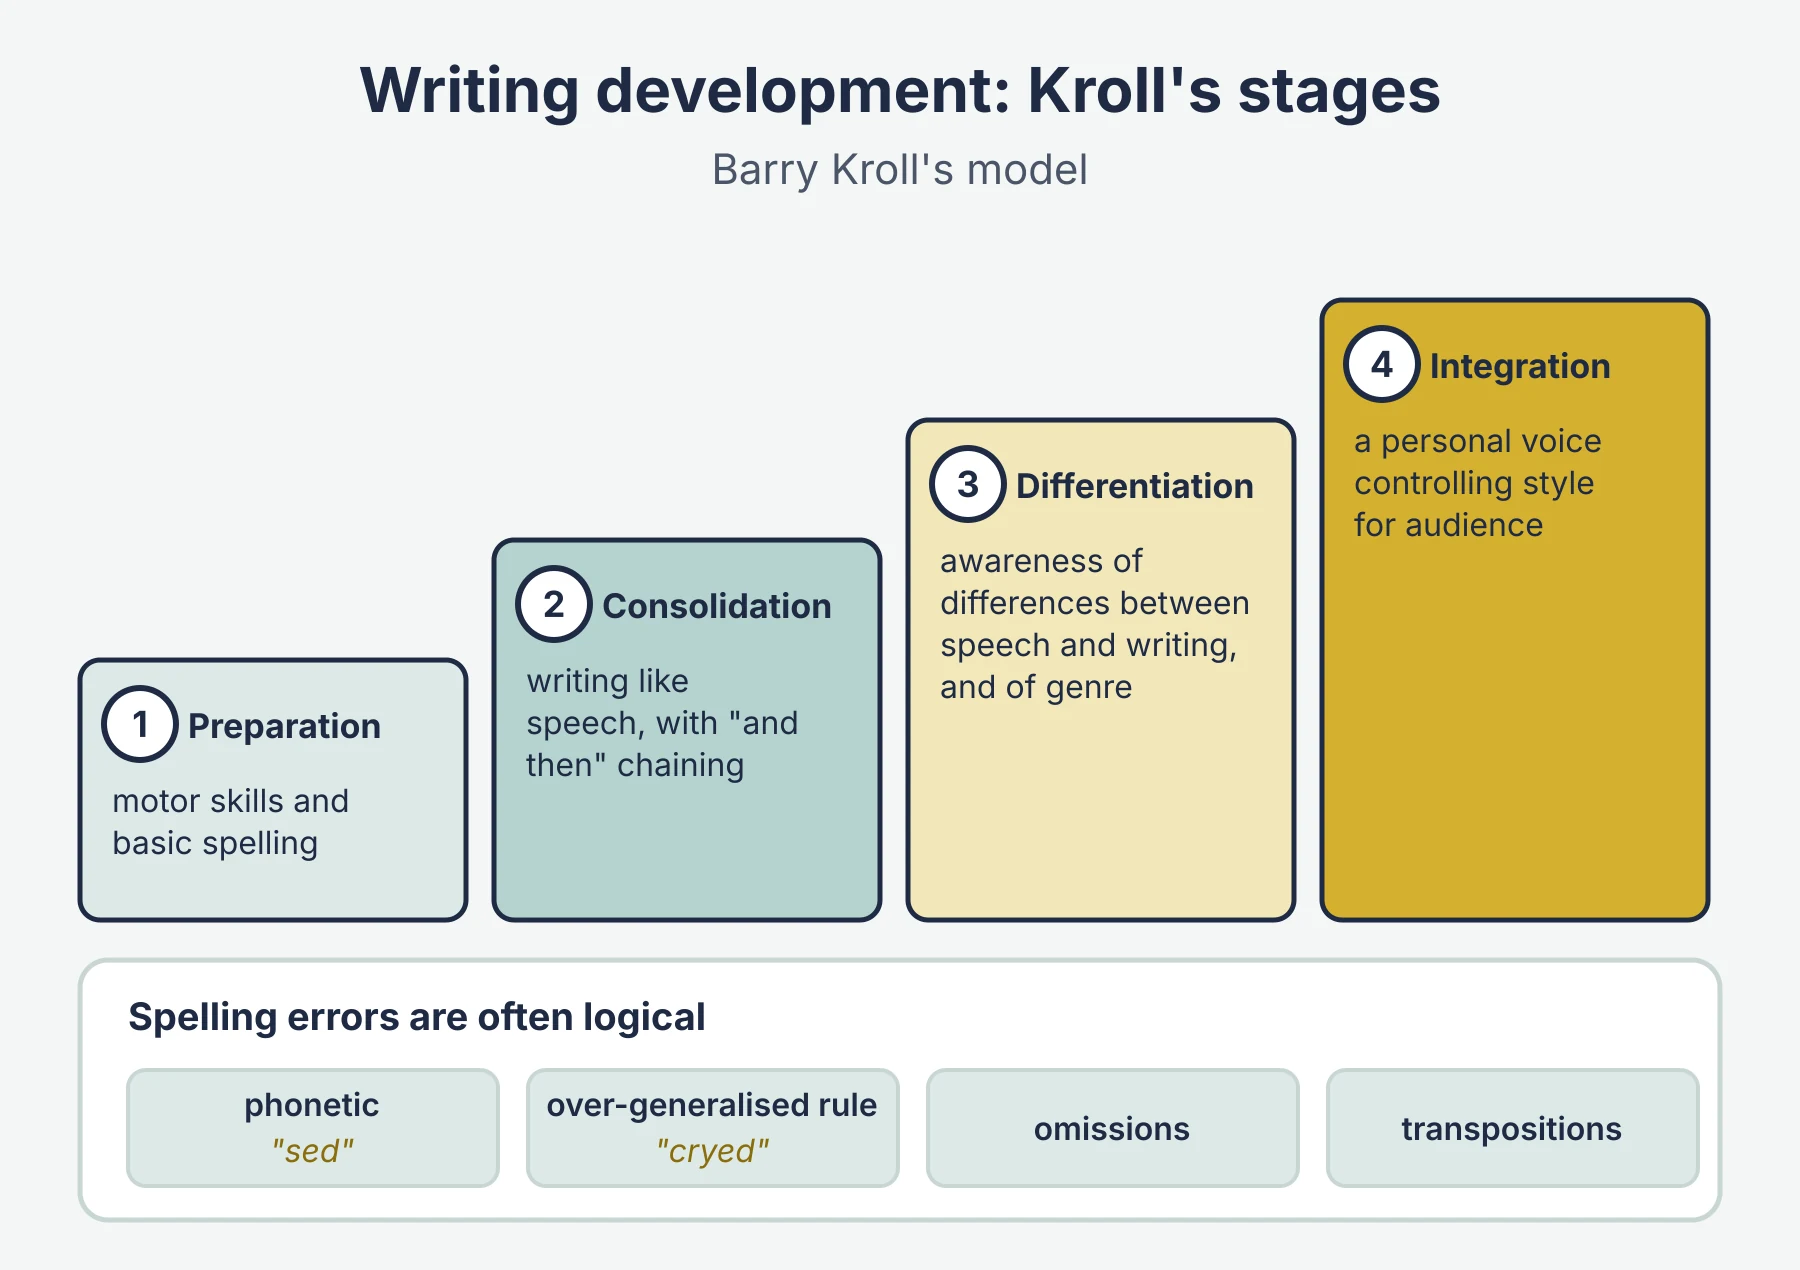 Writing development: Kroll's stages
Barry Kroll's model
1 Preparation
motor skills and
basic spelling
2 Consolidation
writing like
speech, with "and
then" chaining
3 Differentiation
awareness of
differences between
speech and writing,
and of genre
4 Integration
a personal voice
controlling style
for audience
Spelling errors are often logical
phonetic
"sed"
over-generalised rule
"cryed"
omissions
transpositions